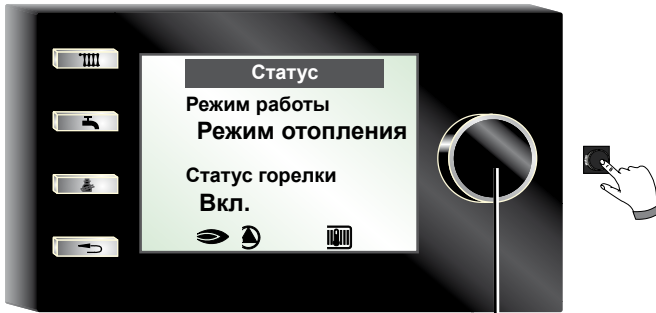 Статус
Режим работы
Режим отопления
Статус горелки
Вкл.